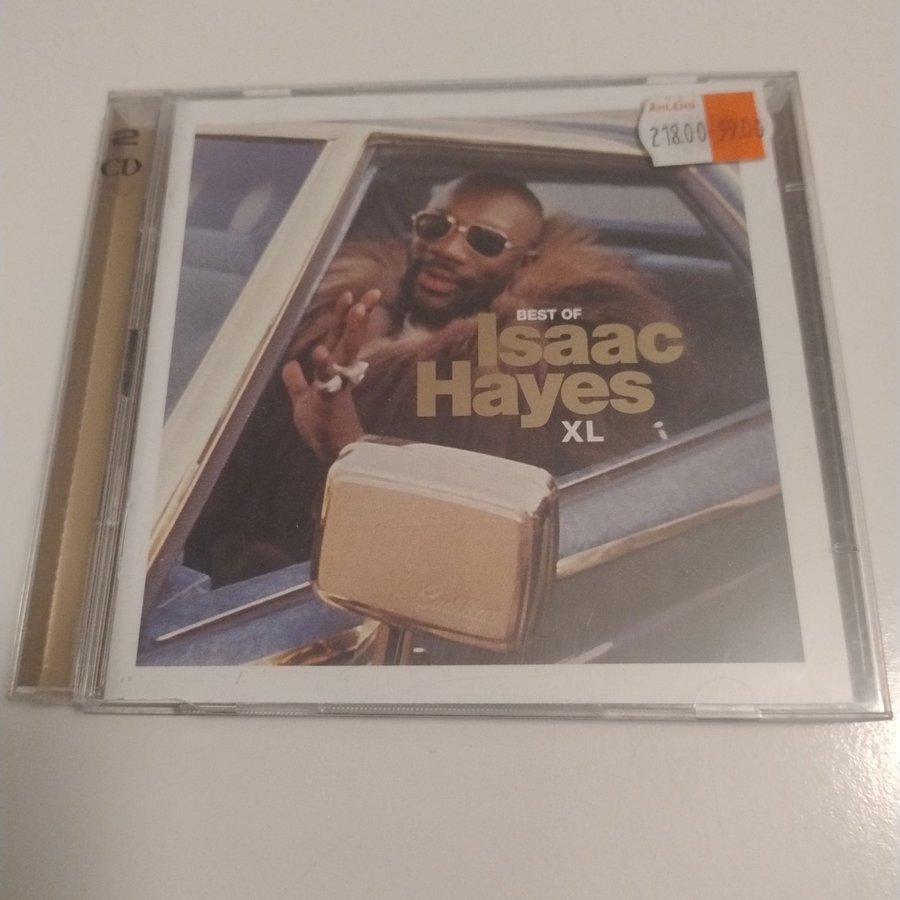 2
CD
ÅHLÉNS
218.00 99.00
BEST OF
Isaac
Hayes
XL